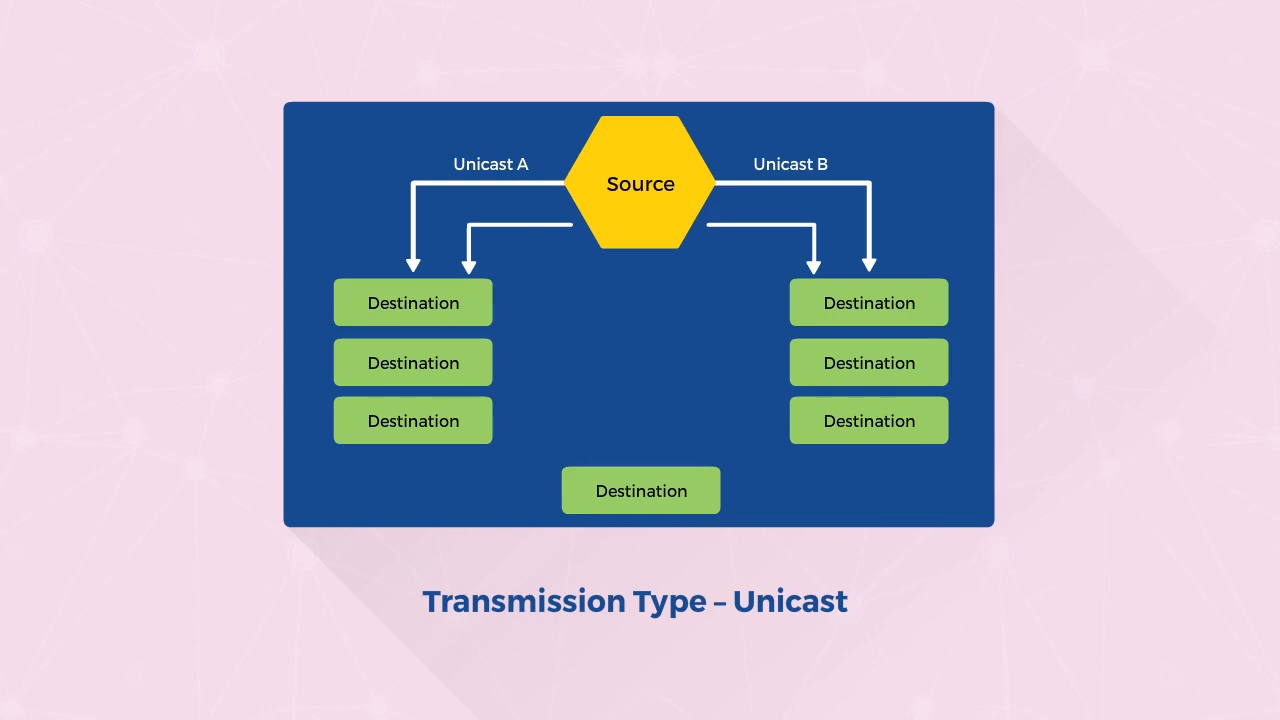 Unicast A
Source
Unicast B
Destination
Destination
Destination
Destination
Destination
Destination
Destination
Transmission Type – Unicast